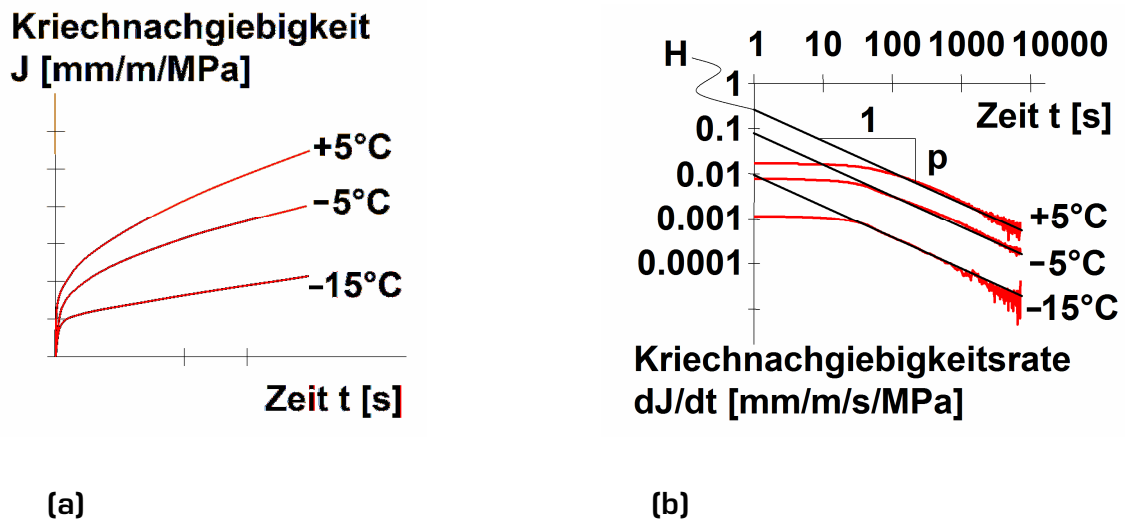 Kriechnachgiebigkeit
J [mm/m/MPa]
+5°C
−5°C
−15°C
Zeit t [s]
(a)
1 10 100 1000 10000
H
1
Zeit t [s]
0.1
1
p
0.01
0.001
+5°C
0.0001
−5°C
−15°C
Kriechnachgiebigkeitsrate
dJ/dt [mm/m/s/MPa]
(b)